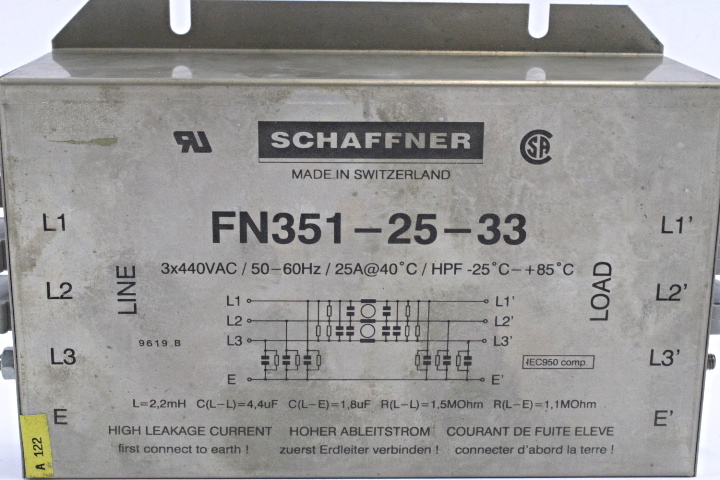 SCHAFFNER
MADE IN SWITZERLAND
FN351-25-33
3x440VAC / 50-60Hz / 25A@40°C / HPF -25°C-+85°C
L1 L1'
L2 L2'
L3 L3'
E E'
LINE
LOAD
L1 L1'
L2 L2'
L3 L3'
E E'
9619 B
IEC950 comp.
L=2,2mH C(L-L)=4,4uF C(L-E)=1,8uF R(L-L)=1,5MOhm R(L-E)=1,1MOhm
HIGH LEAKAGE CURRENT HOHER ABLEITSTROM COURANT DE FUITE ELEVE
first connect to earth ! zuerst Erdleiter verbinden ! connecter d'abord la terre !
A 122